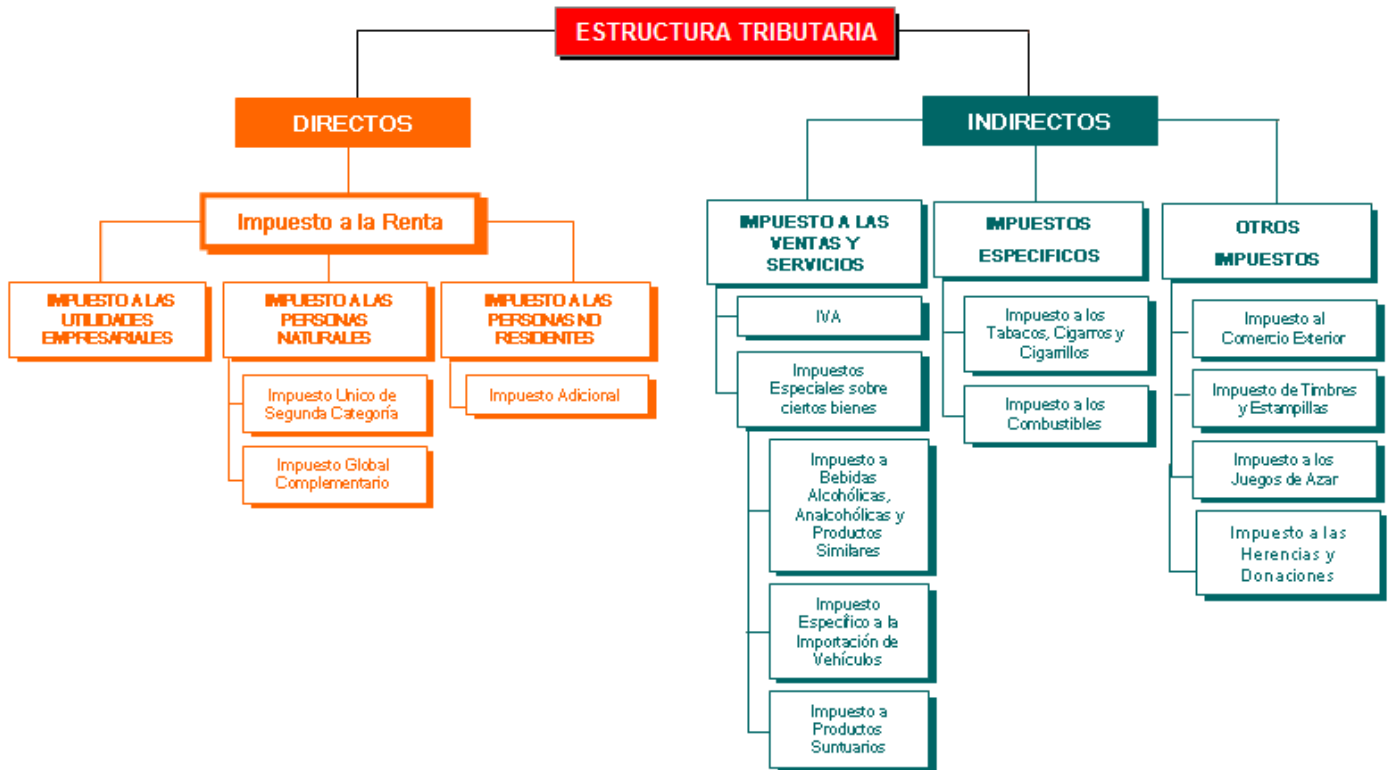 ESTRUCTURA TRIBUTARIA
DIRECTOS
Impuesto a la Renta
IMPUESTO A LAS
UTILIDADES
EMPRESARIALES
IMPUESTO A LAS
PERSONAS
NATURALES
Impuesto Unico de
Segunda Categoría
Impuesto Global
Complementario
IMPUESTO A LAS
PERSONAS NO
RESIDENTES
Impuesto Adicional
INDIRECTOS
IMPUESTO A LAS
VENTAS Y
SERVICIOS
IVA
Impuestos
Especiales sobre
ciertos bienes
Impuesto a
Bebidas
Alcohólicas,
Analcohólicas y
Productos
Similares
Impuesto
Específico a la
Importación de
Vehículos
Impuesto a
Productos
Suntuarios
IMPUESTOS
ESPECIFICOS
Impuesto a los
Tabacos, Cigarros y
Cigarrillos
Impuesto a los
Combustibles
OTROS
IMPUESTOS
Impuesto al
Comercio Exterior
Impuesto de Timbres
y Estampillas
Impuesto a los
Juegos de Azar
Impuesto a las
Herencias y
Donaciones